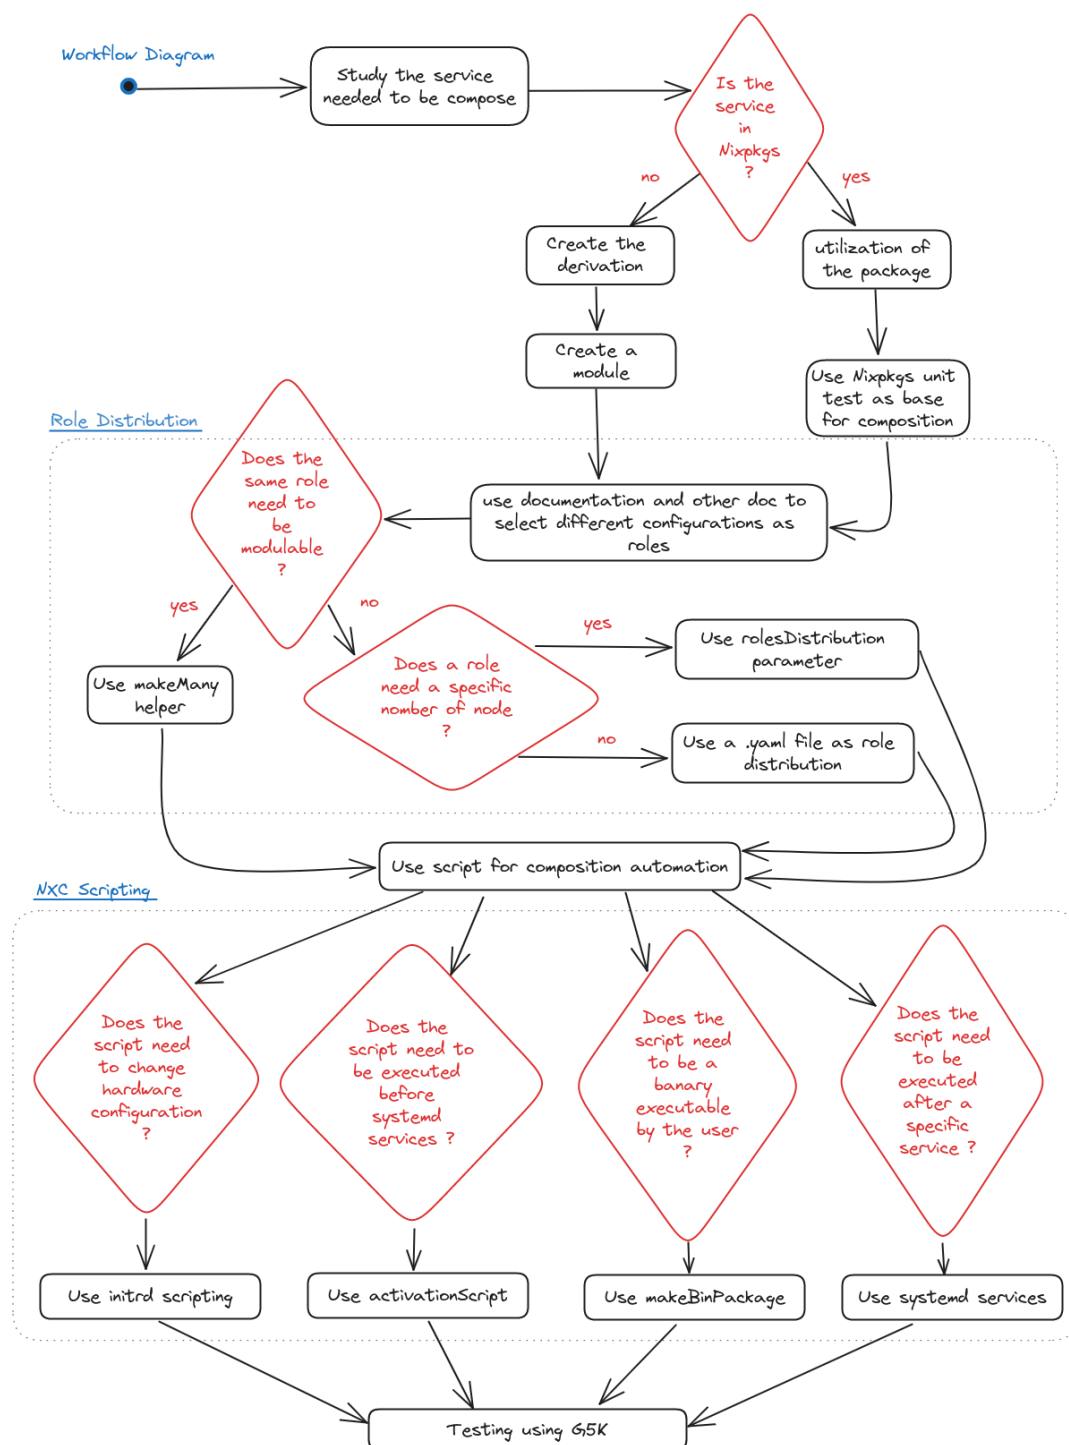 Workflow Diagram
Study the service
needed to be compose
Is the
service
in
Nixpkgs
?
no
yes
Create the
derivation
utilization of
the package
Create a
module
Use Nixpkgs unit
test as base
for composition
Role Distribution
Does the
same role
need to
be
modulable
?
use documentation and other doc to
select different configurations as
roles
yes
no
Does a role
need a specific
nomber of node
?
yes
Use rolesDistribution
parameter
Use makeMany
helper
no
Use a .yaml file as role
distribution
Use script for composition automation
NXC Scripting
Does the
script need
to change
hardware
configuration
?
Does the
script need to
be executed
before
systemd
services ?
Does the
script need
to be a
banary
executable
by the user
?
Does the
script need
to be
executed
after a
specific
service ?
Use initrd scripting
Use activationScript
Use makeBinPackage
Use systemd services
Testing using G5K